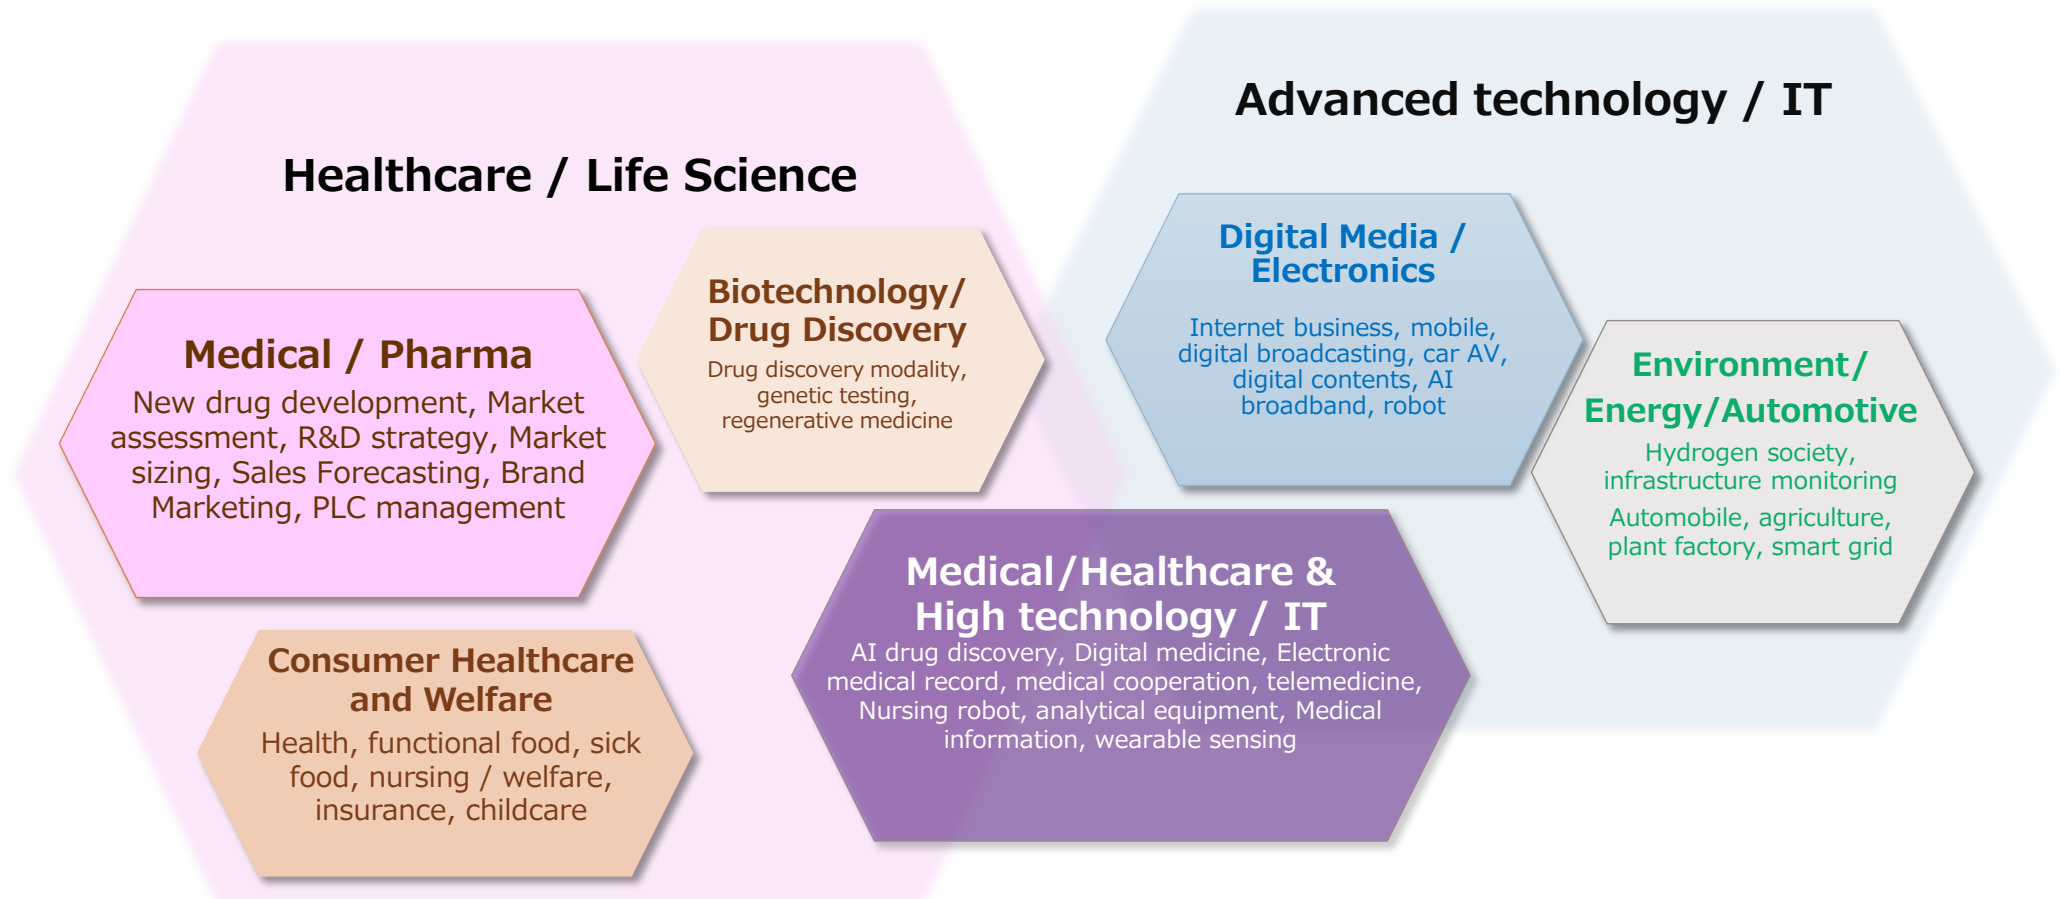 Advanced technology / IT
Healthcare / Life Science
Medical / Pharma
New drug development, Market
assessment, R&D strategy, Market
sizing, Sales Forecasting, Brand
Marketing, PLC management
Biotechnology/
Drug Discovery
Drug discovery modality,
genetic testing,
regenerative medicine
Digital Media /
Electronics
Internet business, mobile,
digital broadcasting, car AV,
digital contents, AI
broadband, robot
Environment/
Energy/Automotive
Hydrogen society,
infrastructure monitoring
Automobile, agriculture,
plant factory, smart grid
Consumer Healthcare
and Welfare
Health, functional food, sick
food, nursing / welfare,
insurance, childcare
Medical/Healthcare &
High technology / IT
AI drug discovery, Digital medicine, Electronic
medical record, medical cooperation, telemedicine,
Nursing robot, analytical equipment, Medical
information, wearable sensing